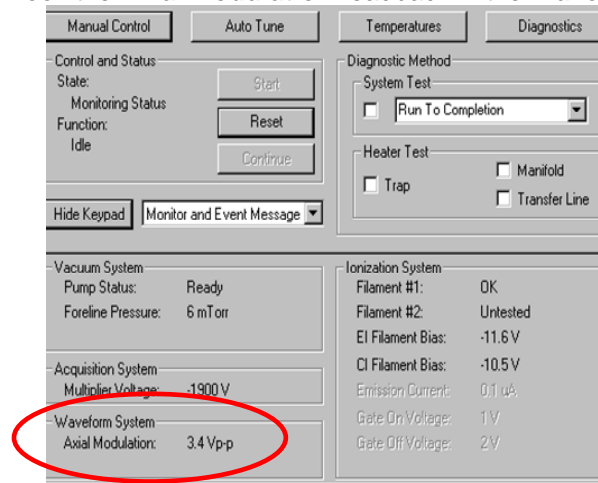 Manual Control
Auto Tune
Temperatures
Diagnostics
Control and Status
State:
Monitoring Status
Function:
Idle
Start
Reset
Continue
Hide Keypad
Monitor and Event Message
Diagnostic Method
System Test
Run To Completion
Heater Test
Trap
Manifold
Transfer Line
Vacuum System
Pump Status: Ready
Foreline Pressure: 6 mTorr
Acquisition System
Multiplier Voltage: -1900 V
Waveform System
Axial Modulation: 3.4 Vp-p
Ionization System
Filament #1: OK
Filament #2: Untested
EI Filament Bias: -11.6 V
CI Filament Bias: -10.5 V
Emission Current: 0.1 uA
Gate On Voltage: 1 V
Gate Off Voltage: 2 V